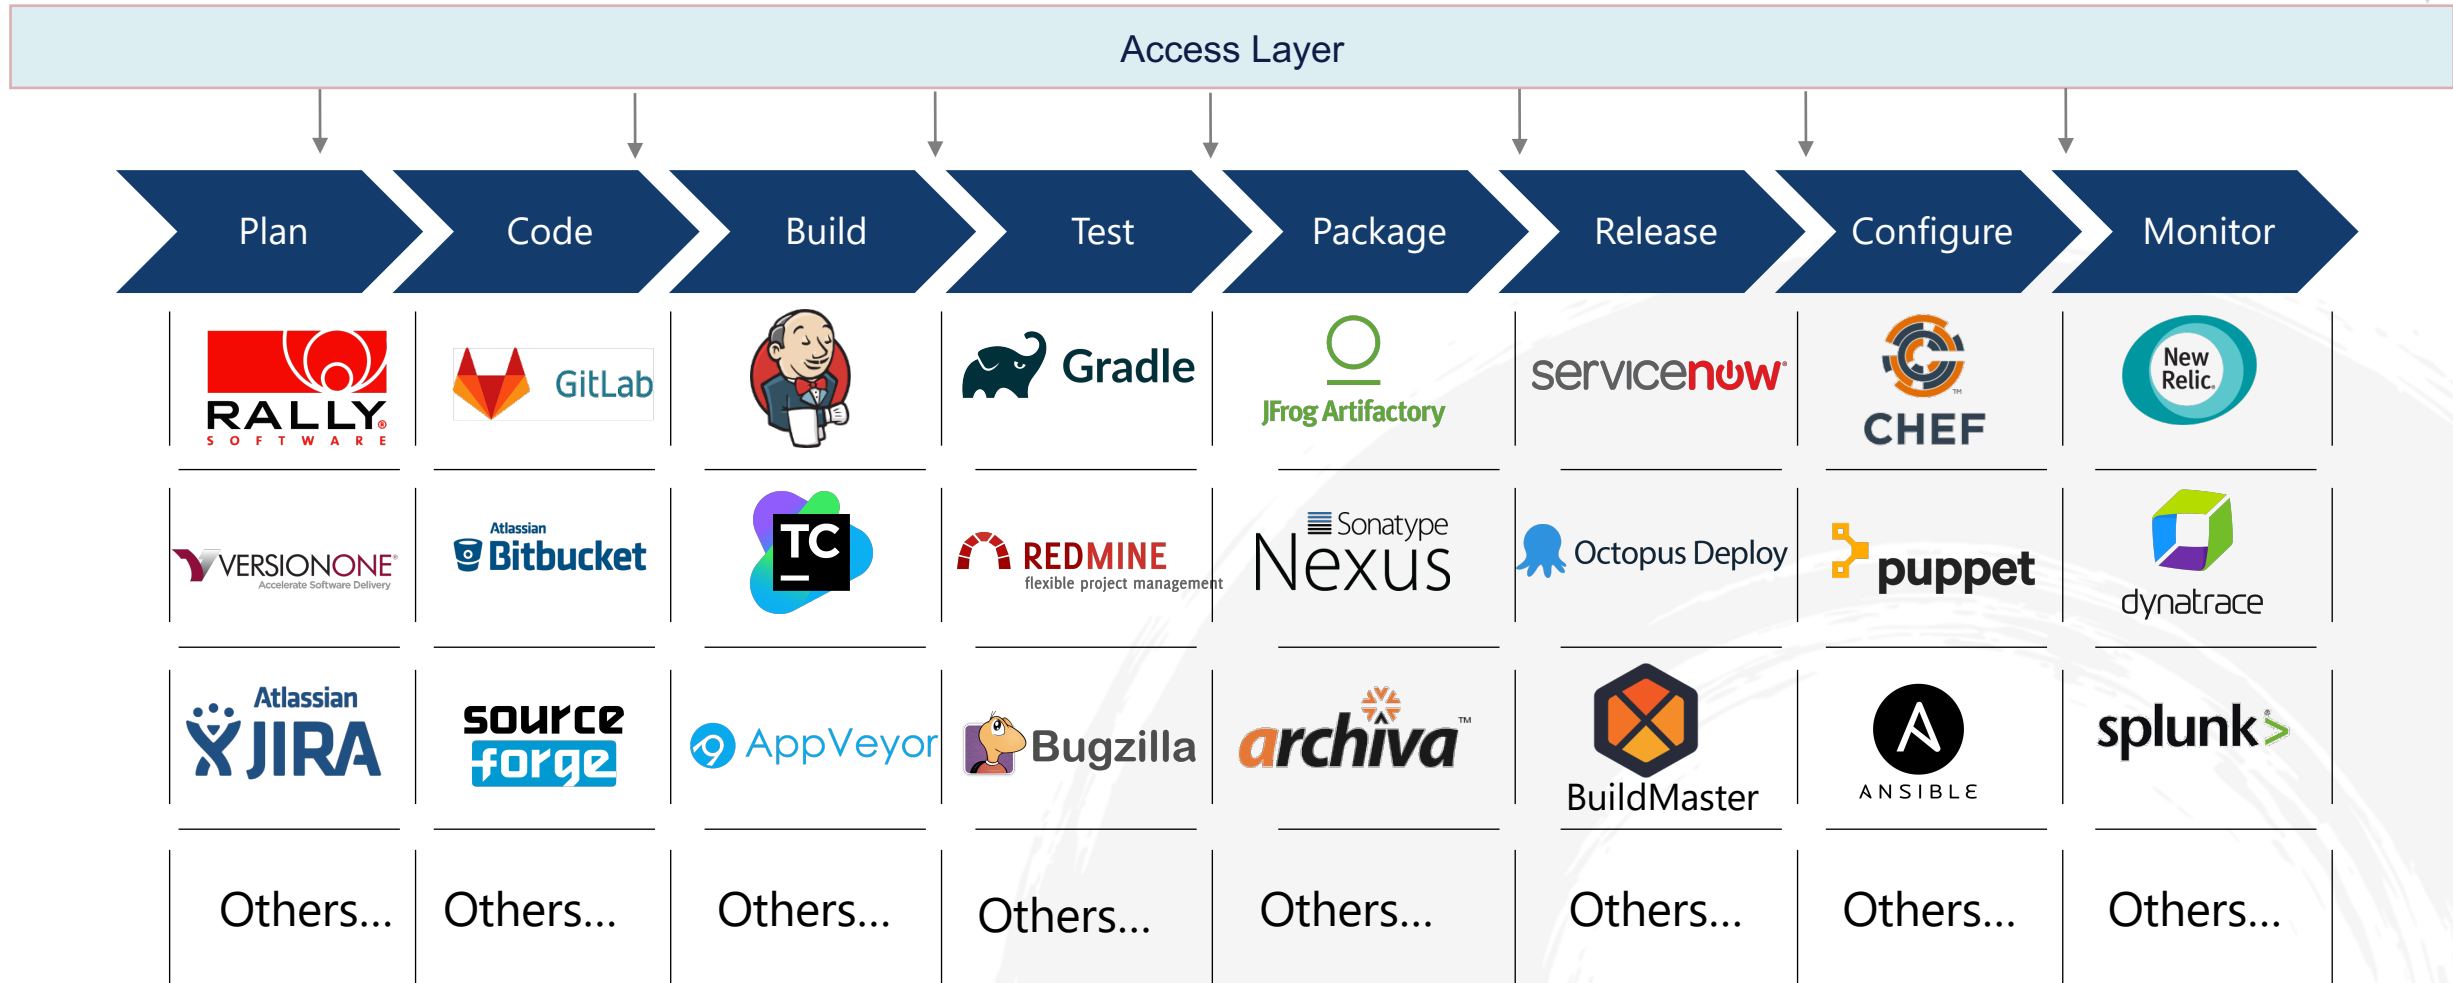 Access Layer
Plan
Code
Build
Test
Package
Release
Configure
Monitor
RALLY®
SOFTWARE
GitLab
Gradle
JFrog Artifactory
servicenow®
CHEF™
New
Relic®
VERSIONONE®
Accelerate Software Delivery
Atlassian
Bitbucket
TC
REDMINE
flexible project management
Sonatype
Nexus
Octopus Deploy
puppet
dynatrace
Atlassian
JIRA
source
forge
AppVeyor
Bugzilla
archiva™
BuildMaster
A
ANSIBLE
splunk>
Others...
Others...
Others...
Others...
Others...
Others...
Others...
Others...